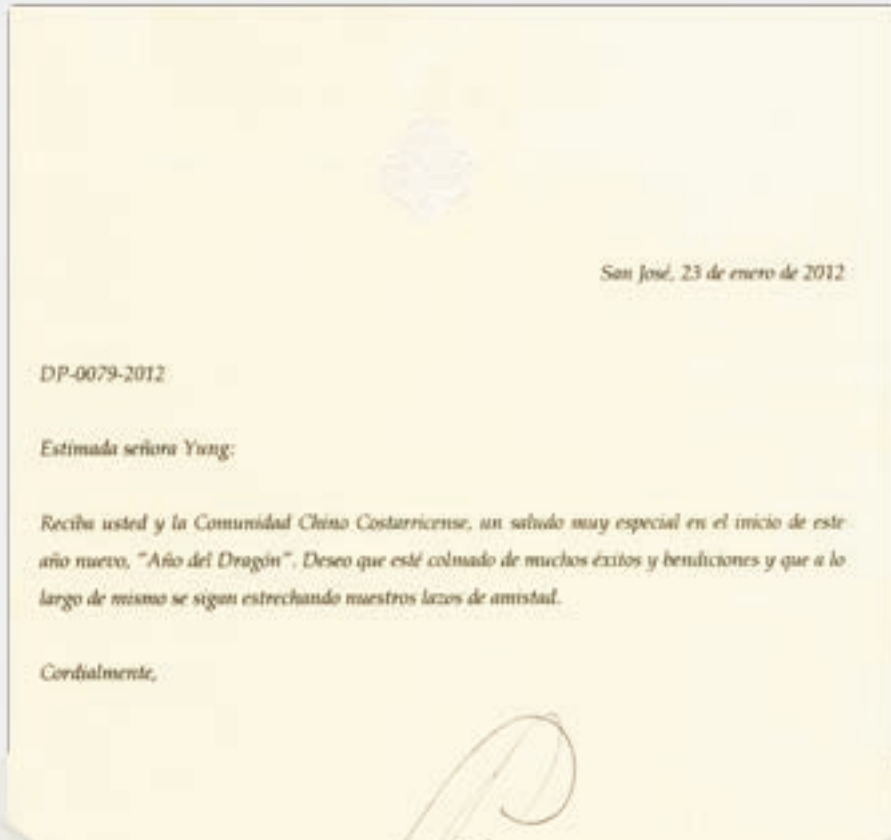 San José, 23 de enero de 2012
DP-0079-2012
Estimada señora Yung:
Reciba usted y la Comunidad Chino Costarricense, un saludo muy especial en el inicio de este
año nuevo, "Año del Dragón". Deseo que esté colmado de muchos éxitos y bendiciones y que a lo
largo de mismo se sigan estrechando nuestros lazos de amistad.
Cordialmente,